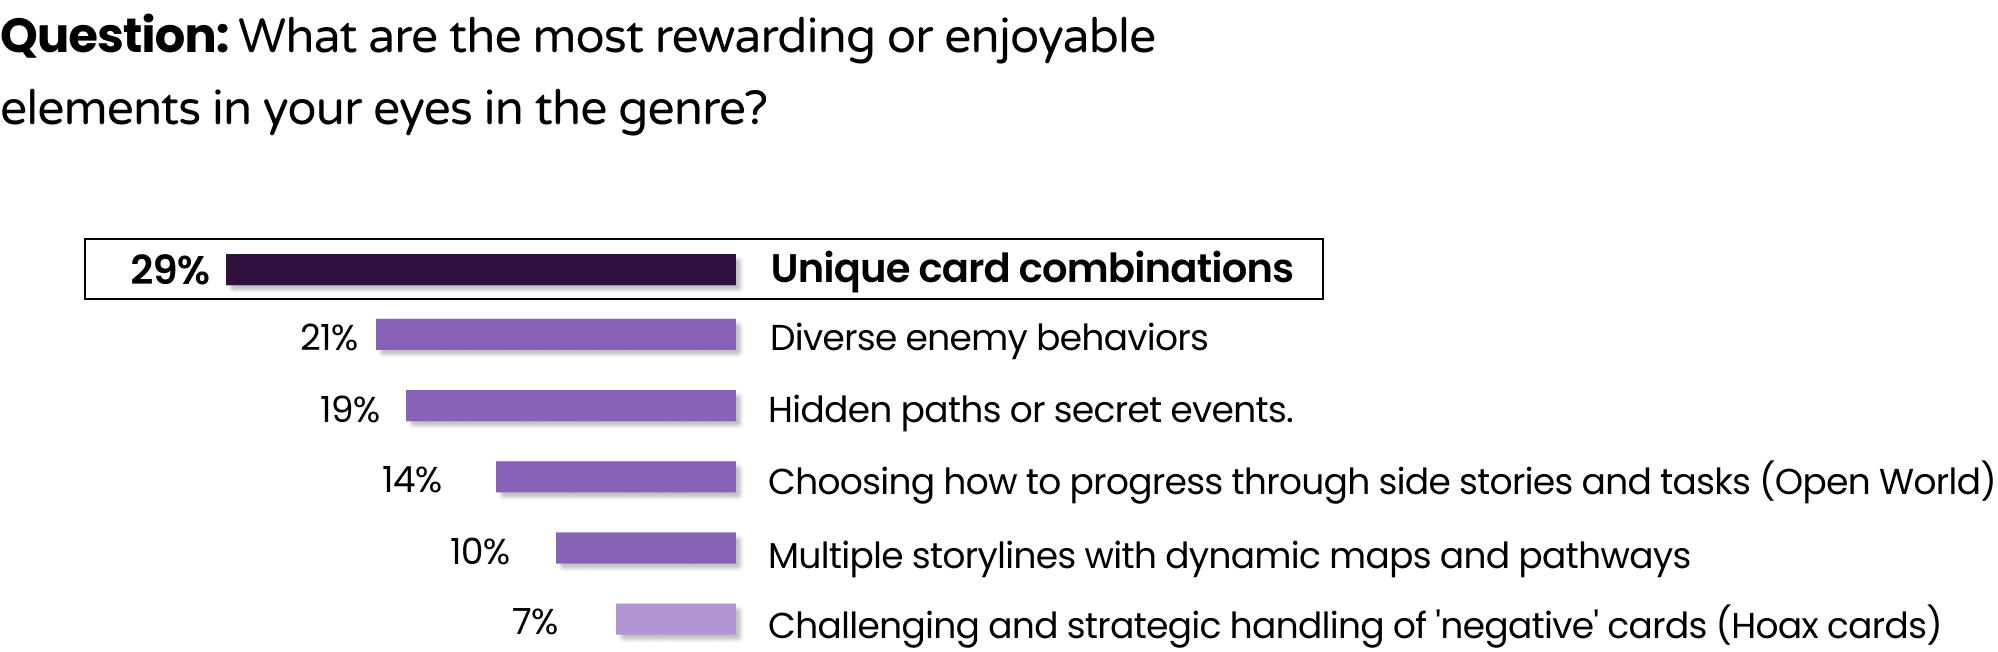 Question: What are the most rewarding or enjoyable
elements in your eyes in the genre?
29% Unique card combinations
21% Diverse enemy behaviors
19% Hidden paths or secret events.
14% Choosing how to progress through side stories and tasks (Open World)
10% Multiple storylines with dynamic maps and pathways
7% Challenging and strategic handling of 'negative' cards (Hoax cards)